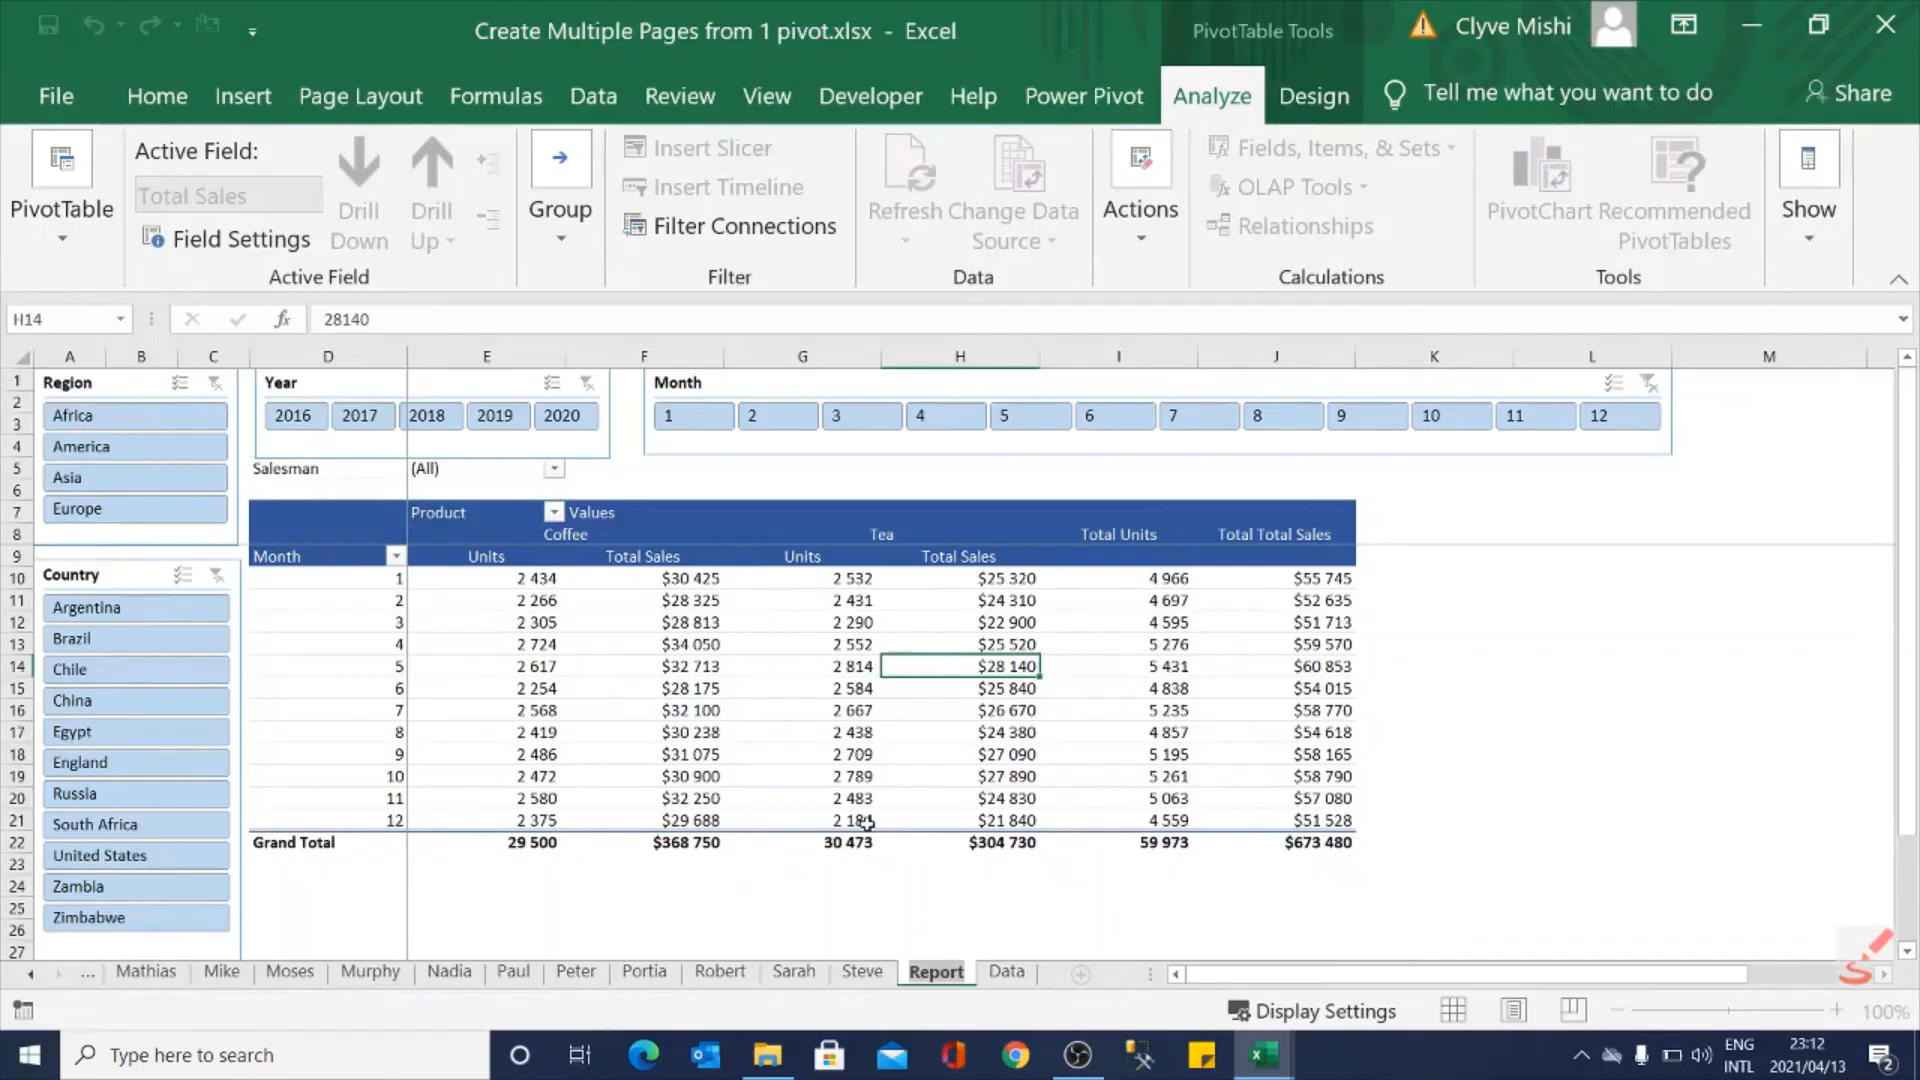 Create Multiple Pages from 1 pivot.xlsx - Excel
PivotTable Tools
Clyve Mishi
File Home Insert Page Layout Formulas Data Review View Developer Help Power Pivot Analyze Design Tell me what you want to do Share
PivotTable
Active Field:
Total Sales
Field Settings
Drill Down
Drill Up
Active Field
Group
Insert Slicer
Insert Timeline
Filter Connections
Filter
Refresh
Change Data Source
Data
Actions
Fields, Items, & Sets
OLAP Tools
Relationships
Calculations
PivotChart
Recommended PivotTables
Tools
Show
H14 fx 28140
A B C D E F G H I J K L M
1 Region Year Month
2
3 Africa 2016 2017 2018 2019 2020 1 2 3 4 5 6 7 8 9 10 11 12
4 America
5 Asia Salesman (All)
6
7 Europe Product Values
8 Coffee Tea Total Units Total Total Sales
9 Month Units Total Sales Units Total Sales
10 Country 1 2 434 $30 425 2 532 $25 320 4 966 $55 745
11 Argentina 2 2 266 $28 325 2 431 $24 310 4 697 $52 635
12 3 2 305 $28 813 2 290 $22 900 4 595 $51 713
13 Brazil 4 2 724 $34 050 2 552 $25 520 5 276 $59 570
14 Chile 5 2 617 $32 713 2 814 $28 140 5 431 $60 853
15 China 6 2 254 $28 175 2 584 $25 840 4 838 $54 015
16 7 2 568 $32 100 2 667 $26 670 5 235 $58 770
17 Egypt 8 2 419 $30 238 2 438 $24 380 4 857 $54 618
18 England 9 2 486 $31 075 2 709 $27 090 5 195 $58 165
19 10 2 472 $30 900 2 789 $27 890 5 261 $58 790
20 Russia 11 2 580 $32 250 2 483 $24 830 5 063 $57 080
21 South Africa 12 2 375 $29 688 2 184 $21 840 4 559 $51 528
22 Grand Total 29 500 $368 750 30 473 $304 730 59 973 $673 480
23 United States
24 Zambia
25 Zimbabwe
26
27
... Mathias Mike Moses Murphy Nadia Paul Peter Portia Robert Sarah Steve Report Data
Display Settings 100%
Type here to search
ENG
INTL
23:12
2021/04/13
2